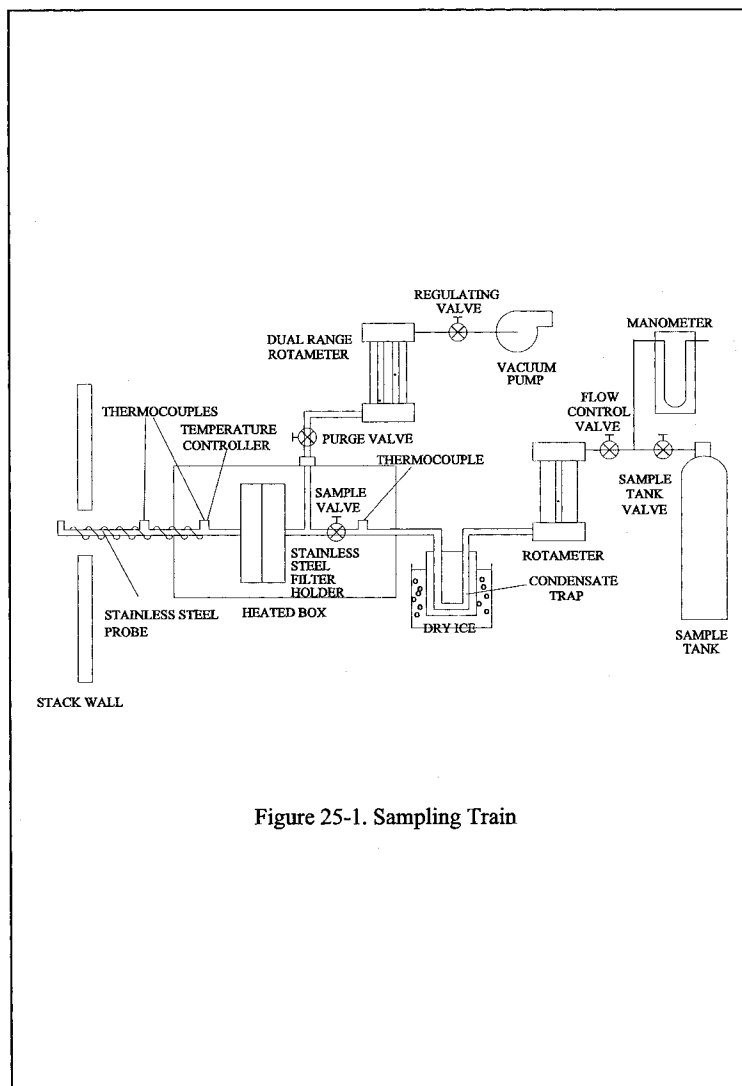 REGULATING
VALVE
DUAL RANGE
ROTAMETER
MANOMETER
VACUUM
PUMP
FLOW
CONTROL
VALVE
THERMOCOUPLES
TEMPERATURE
CONTROLLER
PURGE VALVE
THERMOCOUPLE
SAMPLE
VALVE
SAMPLE
TANK
VALVE
ROTAMETER
STAINLESS
STEEL
FILTER
HOLDER
CONDENSATE
TRAP
HEATED BOX
STAINLESS STEEL
PROBE
DRY ICE
SAMPLE
TANK
STACK WALL
Figure 25-1. Sampling Train